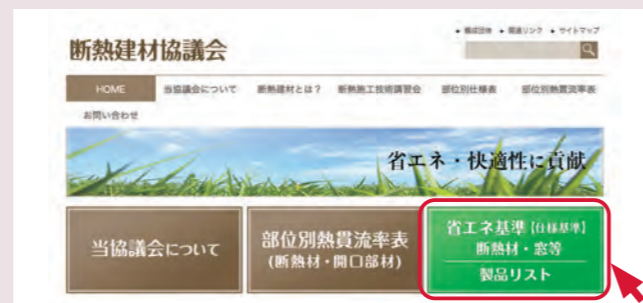 構成団体 関連リンク サイトマップ
断熱建材協議会
HOME 当協議会について 断熱建材とは? 断熱施工技術講習会 部位別仕様表 部位別熱貫流率表
お問い合わせ
省エネ・快適性に貢献
当協議会について
部位別熱貫流率表
(断熱材・開口部材)
省エネ基準【仕様基準】
断熱材・窓等
製品リスト